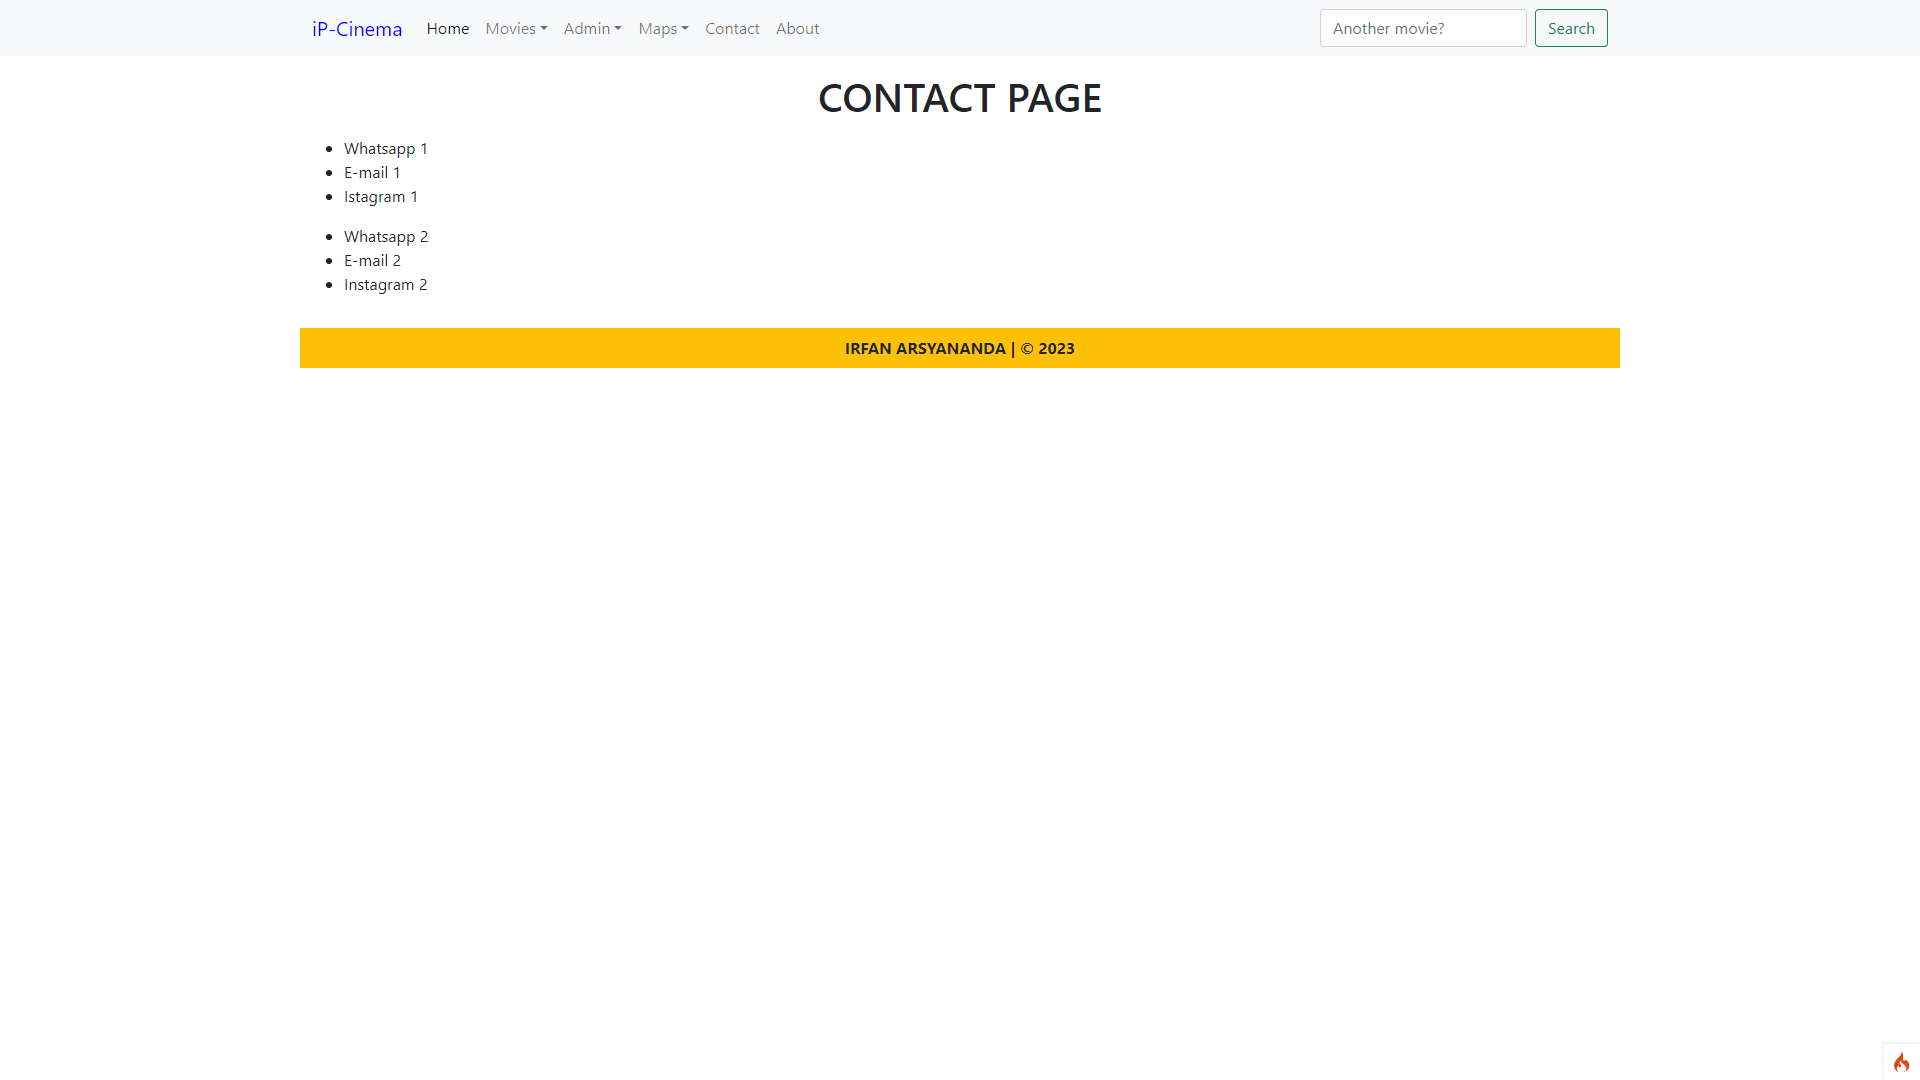 iP-Cinema Home Movies Admin Maps Contact About Another movie? Search
CONTACT PAGE
Whatsapp 1
E-mail 1
Istagram 1
Whatsapp 2
E-mail 2
Instagram 2
IRFAN ARSYANANDA | © 2023